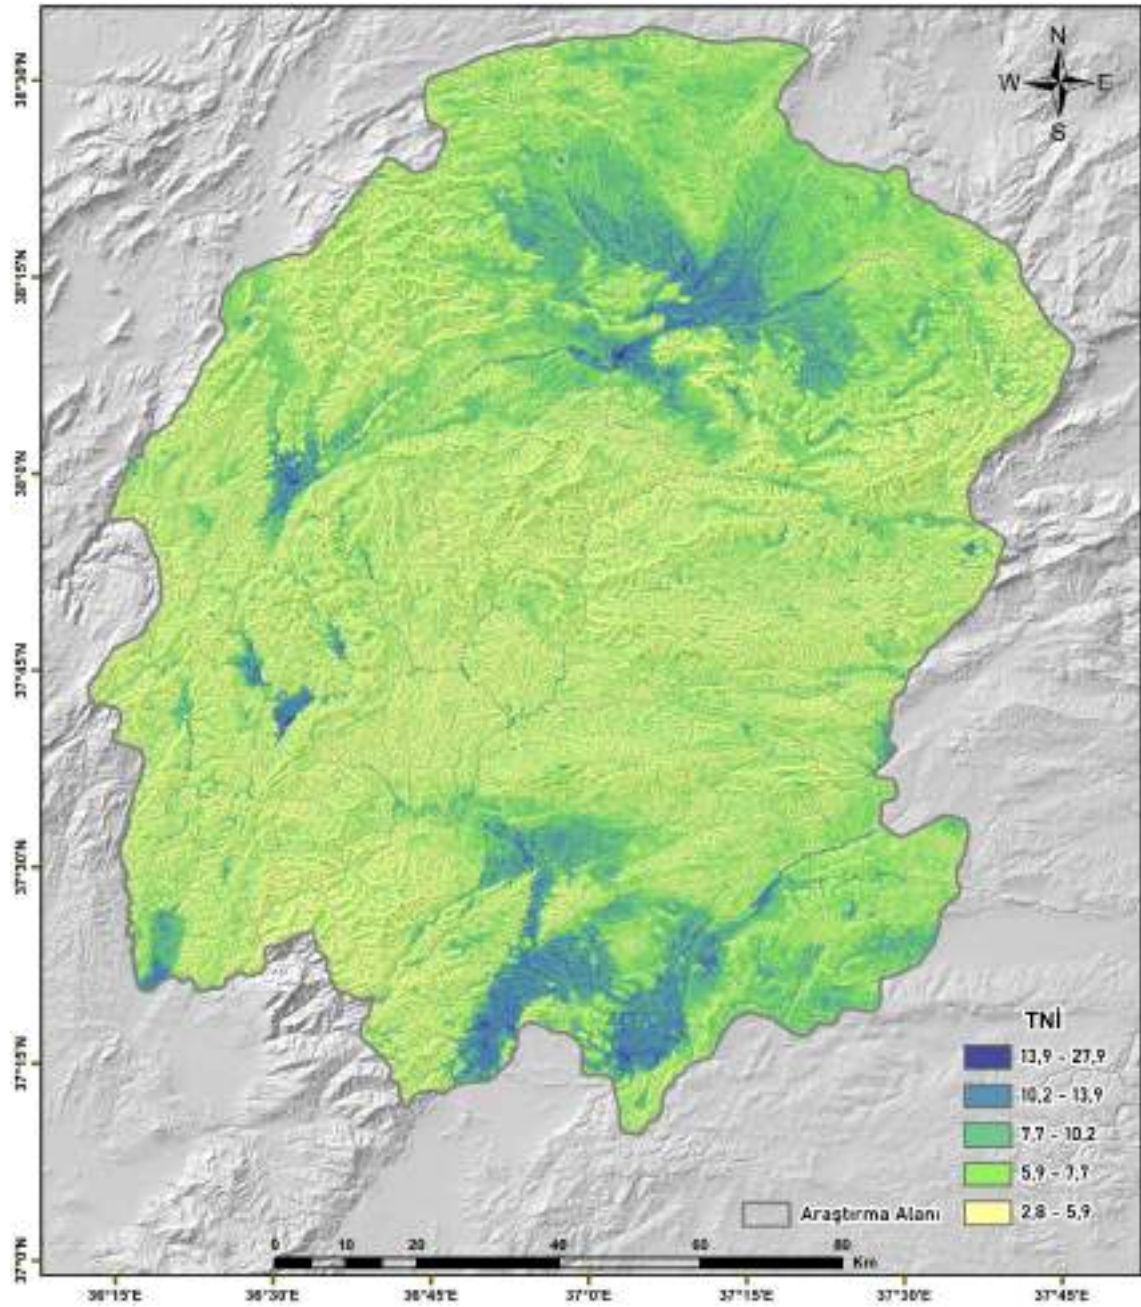 N
W E
S
38°30'N
38°15'N
38°0'N
37°45'N
37°30'N
37°15'N
37°0'N
TNİ
13,9 - 27,9
10,2 - 13,9
7,7 - 10,2
5,9 - 7,7
2,8 - 5,9
Araştırma Alanı
0 10 20 40 60 80
Km
36°15'E 36°30'E 36°45'E 37°0'E 37°15'E 37°30'E 37°45'E